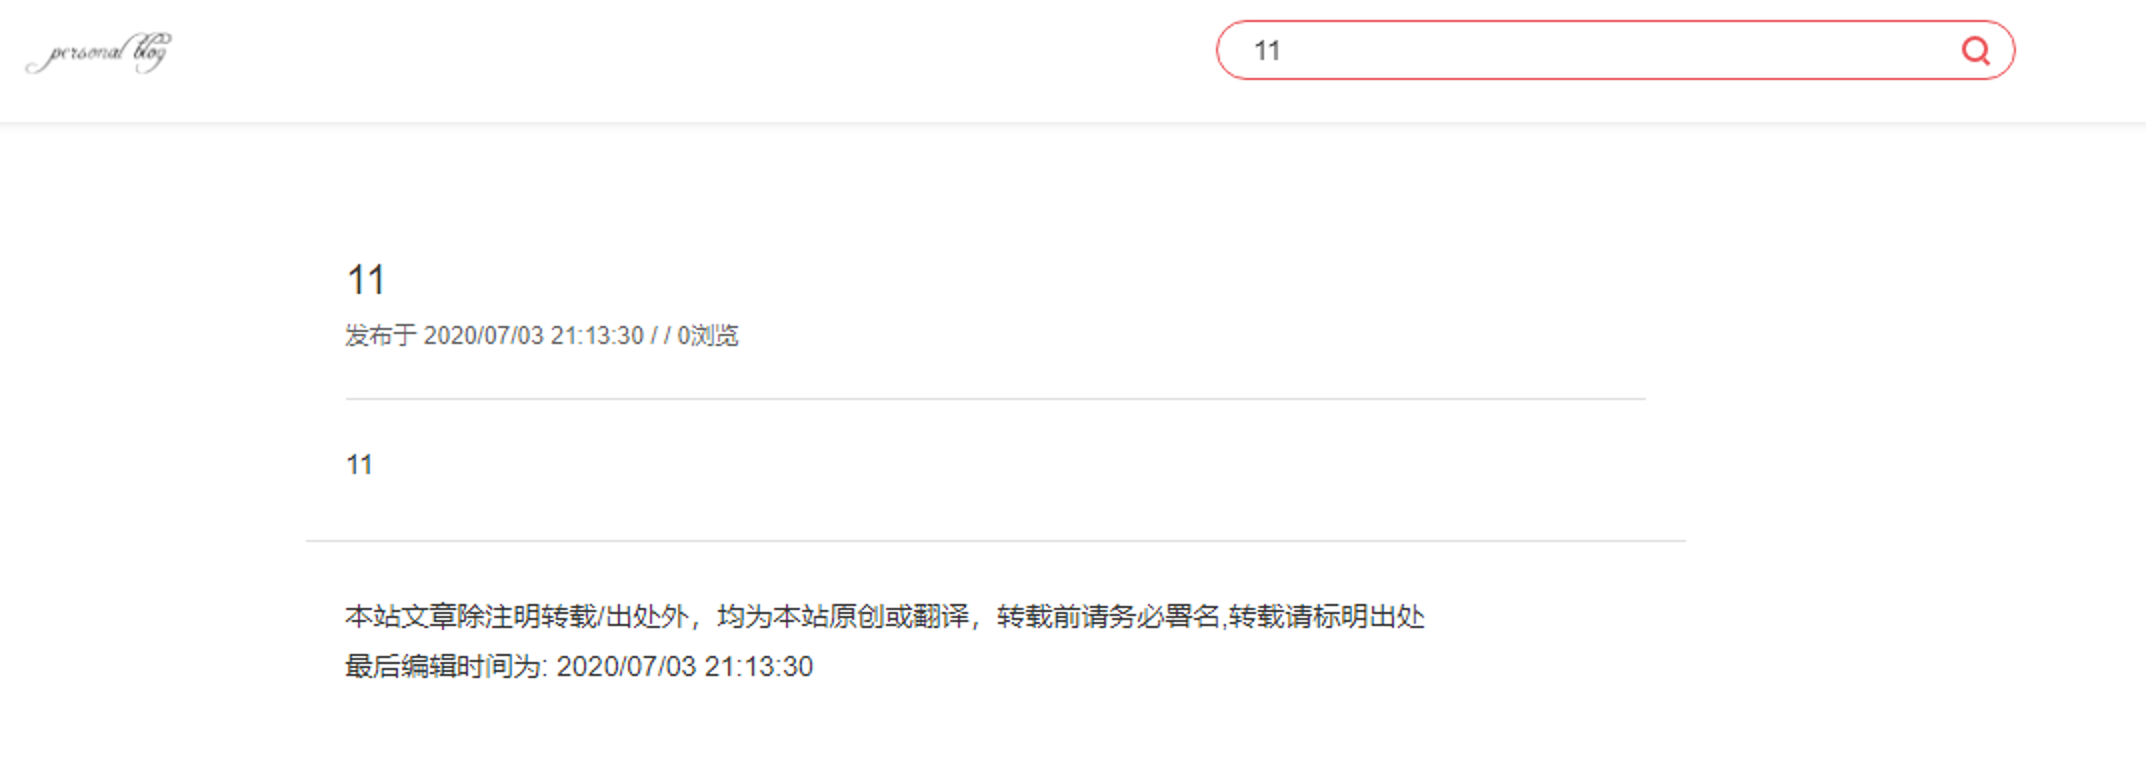 personal blog
11
11
发布于 2020/07/03 21:13:30 / / 0浏览
11
本站文章除注明转载/出处外，均为本站原创或翻译，转载前请务必署名,转载请标明出处
最后编辑时间为: 2020/07/03 21:13:30